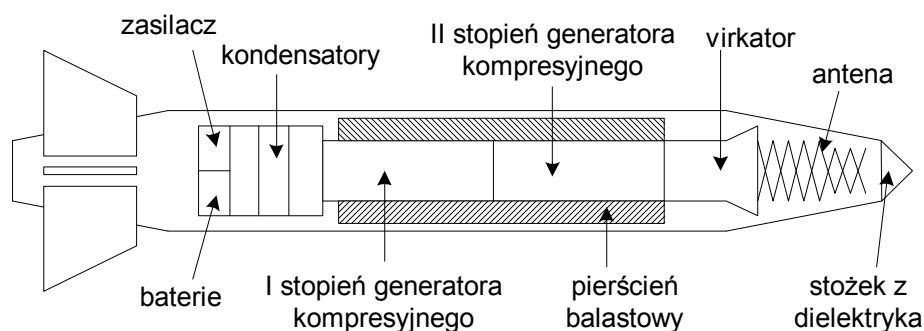 zasilacz
kondensatory
II stopień generatora
kompresyjnego
virkator
antena
baterie
I stopień generatora
kompresyjnego
pierścień
balastowy
stożek z
dielektryka